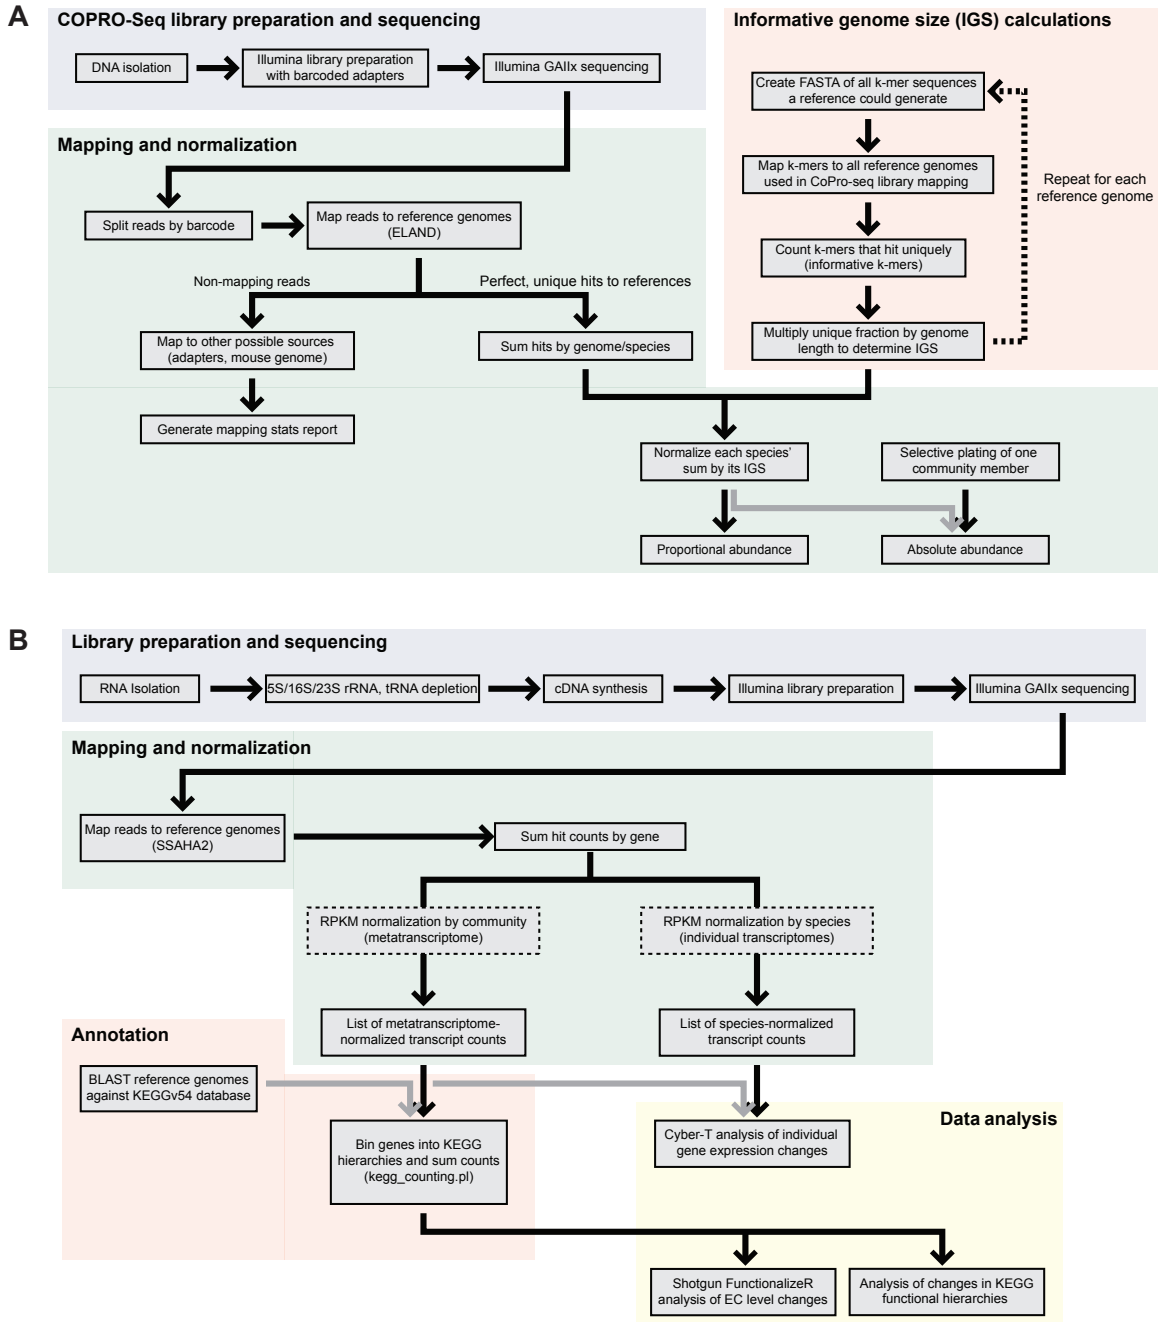 A
COPRO-Seq library preparation and sequencing
DNA isolation
Illumina library preparation
with barcoded adapters
Illumina GAIIx sequencing
Informative genome size (IGS) calculations
Create FASTA of all k-mer sequences
a reference could generate
Map k-mers to all reference genomes
used in CoPro-seq library mapping
Count k-mers that hit uniquely
(informative k-mers)
Multiply unique fraction by genome
length to determine IGS
Repeat for each
reference genome
Mapping and normalization
Split reads by barcode
Map reads to reference genomes
(ELAND)
Non-mapping reads
Perfect, unique hits to references
Map to other possible sources
(adapters, mouse genome)
Sum hits by genome/species
Generate mapping stats report
Normalize each species'
sum by its IGS
Selective plating of one
community member
Proportional abundance
Absolute abundance
B
Library preparation and sequencing
RNA Isolation
5S/16S/23S rRNA, tRNA depletion
cDNA synthesis
Illumina library preparation
Illumina GAIIx sequencing
Mapping and normalization
Map reads to reference genomes
(SSAHA2)
Sum hit counts by gene
RPKM normalization by community
(metatranscriptome)
RPKM normalization by species
(individual transcriptomes)
List of metatranscriptome-
normalized transcript counts
List of species-normalized
transcript counts
Annotation
BLAST reference genomes
against KEGGv54 database
Bin genes into KEGG
hierarchies and sum counts
(kegg_counting.pl)
Data analysis
Cyber-T analysis of individual
gene expression changes
Shotgun FunctionalizeR
analysis of EC level changes
Analysis of changes in KEGG
functional hierarchies